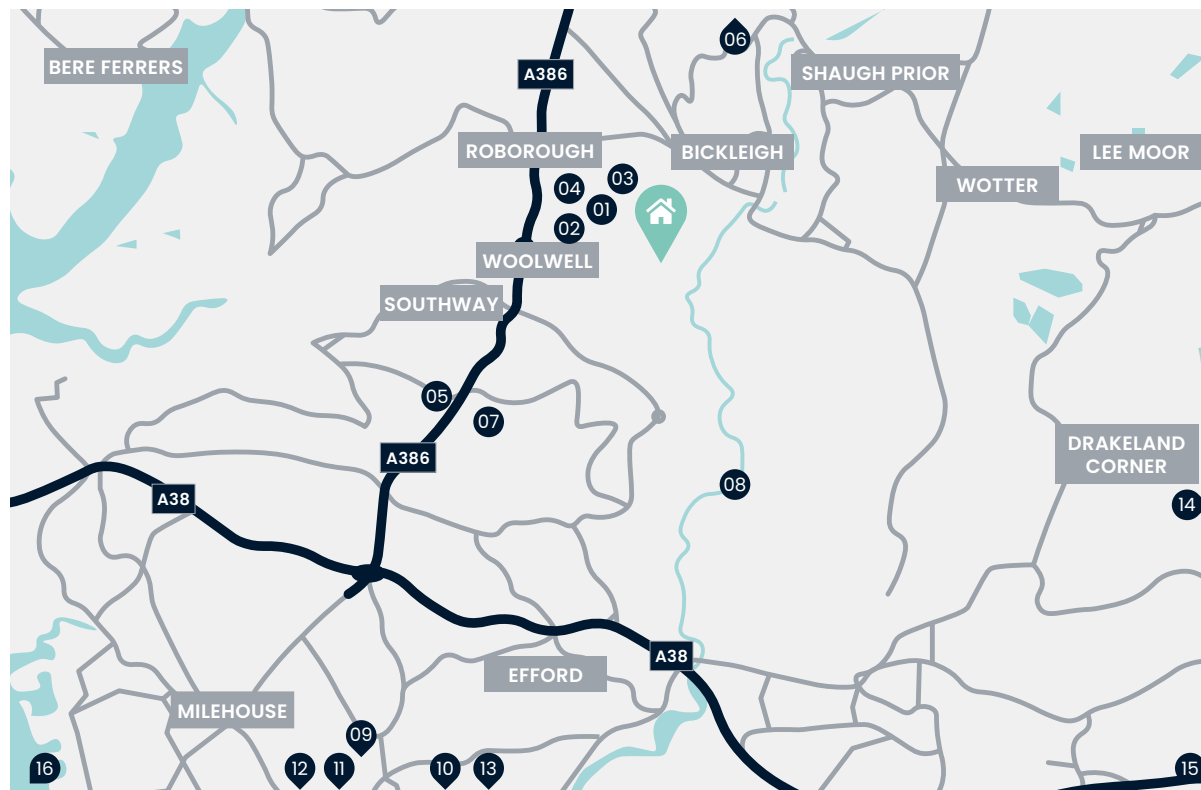 06
BERE FERRERS
A386
SHAUGH PRIOR
ROBOROUGH
BICKLEIGH
LEE MOOR
03
04
WOTTER
01
02
WOOLWELL
SOUTHWAY
05
07
DRAKELAND
CORNER
A386
08
A38
14
A38
EFFORD
MILEHOUSE
09
16
12
11
10
13
15